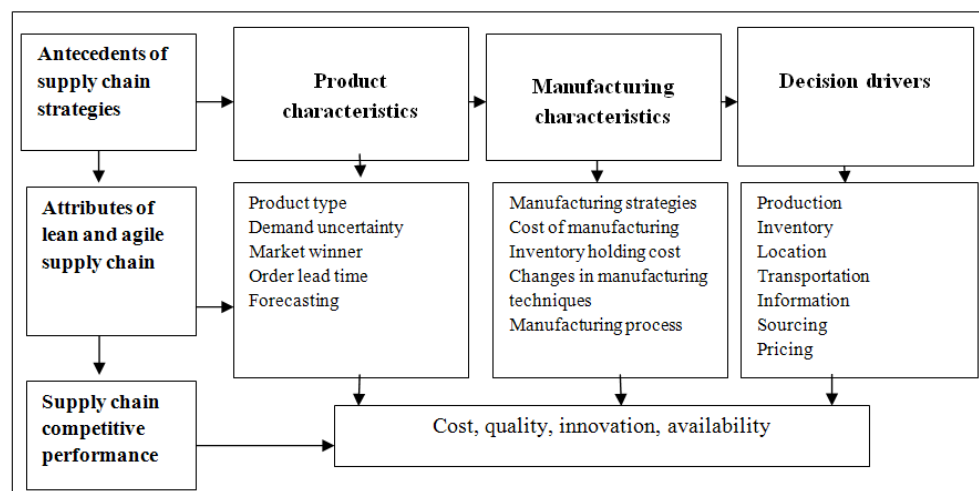 Antecedents of
supply chain
strategies
Product
characteristics
Manufacturing
characteristics
Decision drivers
Attributes of
lean and agile
supply chain
Product type
Demand uncertainty
Market winner
Order lead time
Forecasting
Manufacturing strategies
Cost of manufacturing
Inventory holding cost
Changes in manufacturing
techniques
Manufacturing process
Production
Inventory
Location
Transportation
Information
Sourcing
Pricing
Supply chain
competitive
performance
Cost, quality, innovation, availability